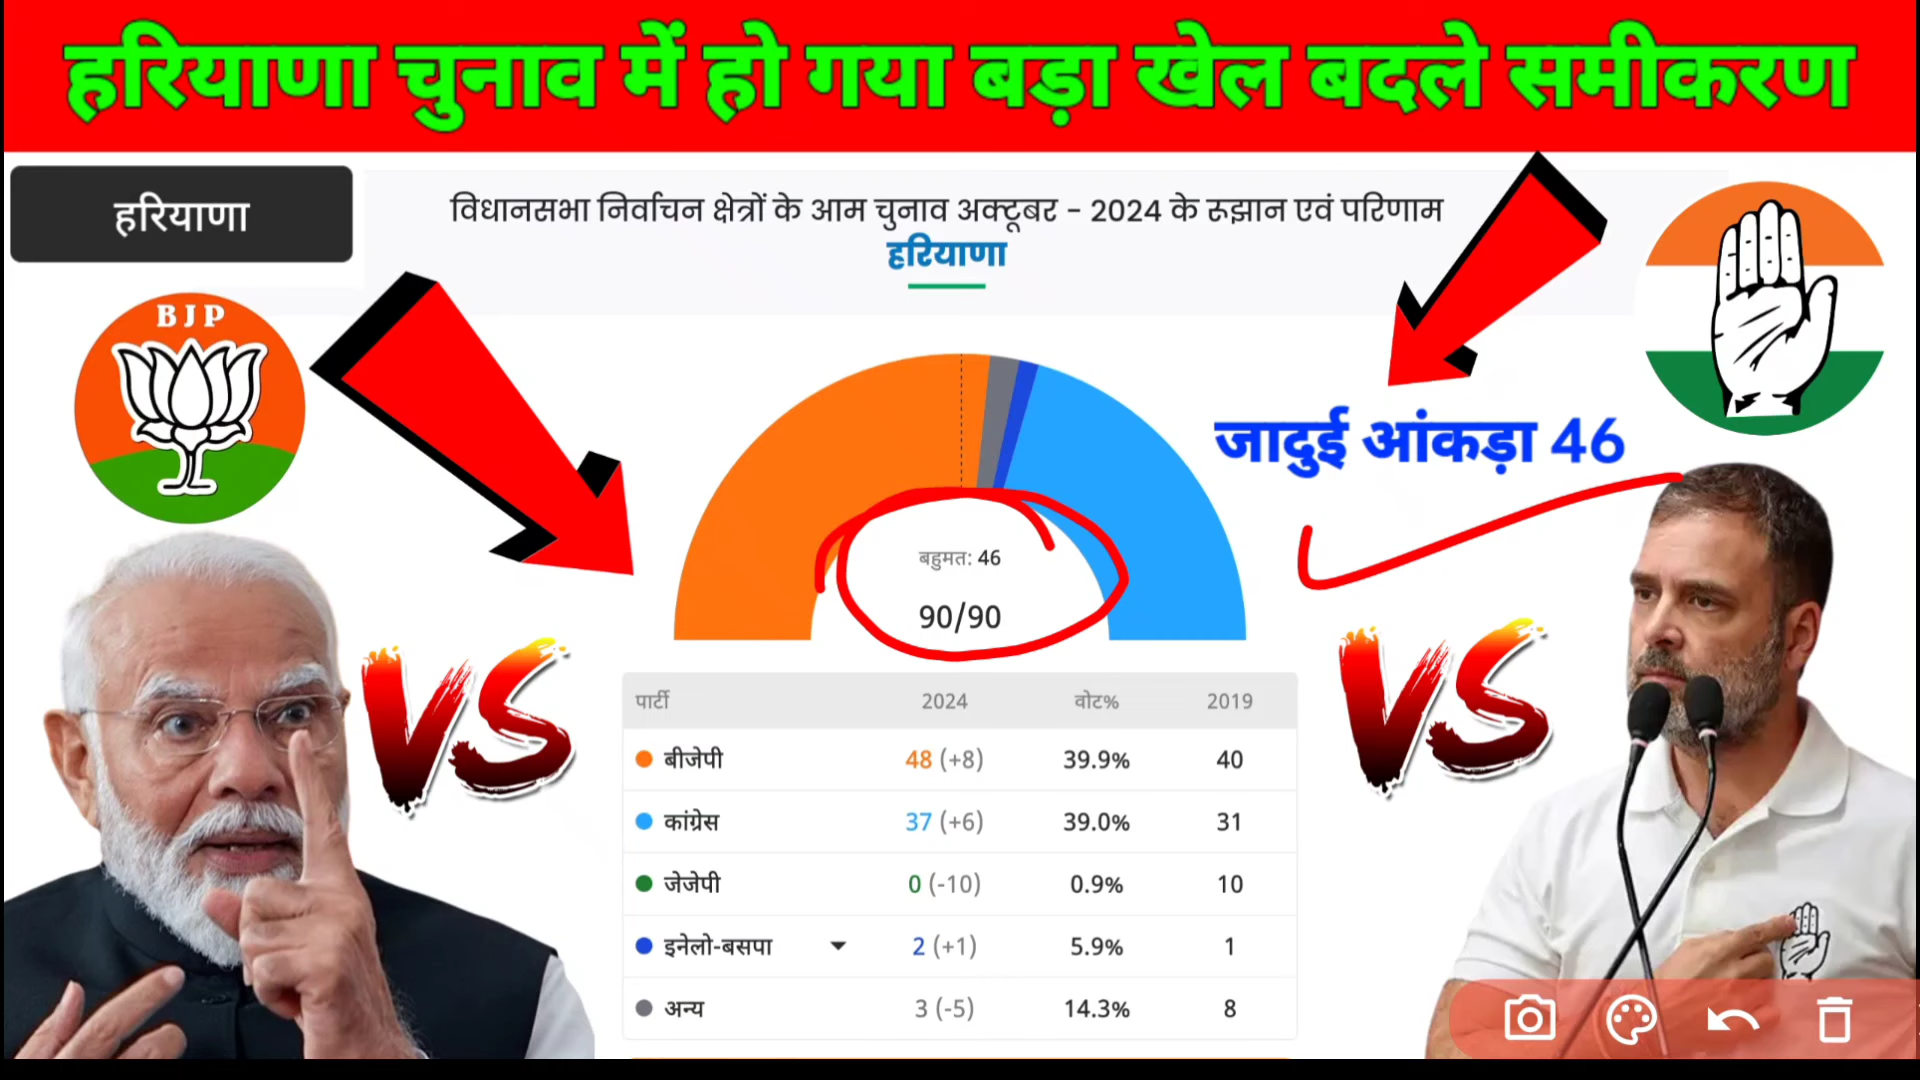 हरियाणा चुनाव में हो गया बड़ा खेल बदले समीकरण
हरियाणा
विधानसभा निर्वाचन क्षेत्रों के आम चुनाव अक्टूबर - 2024 के रूझान एवं परिणाम
हरियाणा
BJP
जादुई आंकड़ा 46
बहुमत: 46
90/90
VS
VS
पार्टी 2024 वोट% 2019
बीजेपी 48 (+8) 39.9% 40
कांग्रेस 37 (+6) 39.0% 31
जेजेपी 0 (-10) 0.9% 10
इनेलो-बसपा 2 (+1) 5.9% 1
अन्य 3 (-5) 14.3% 8